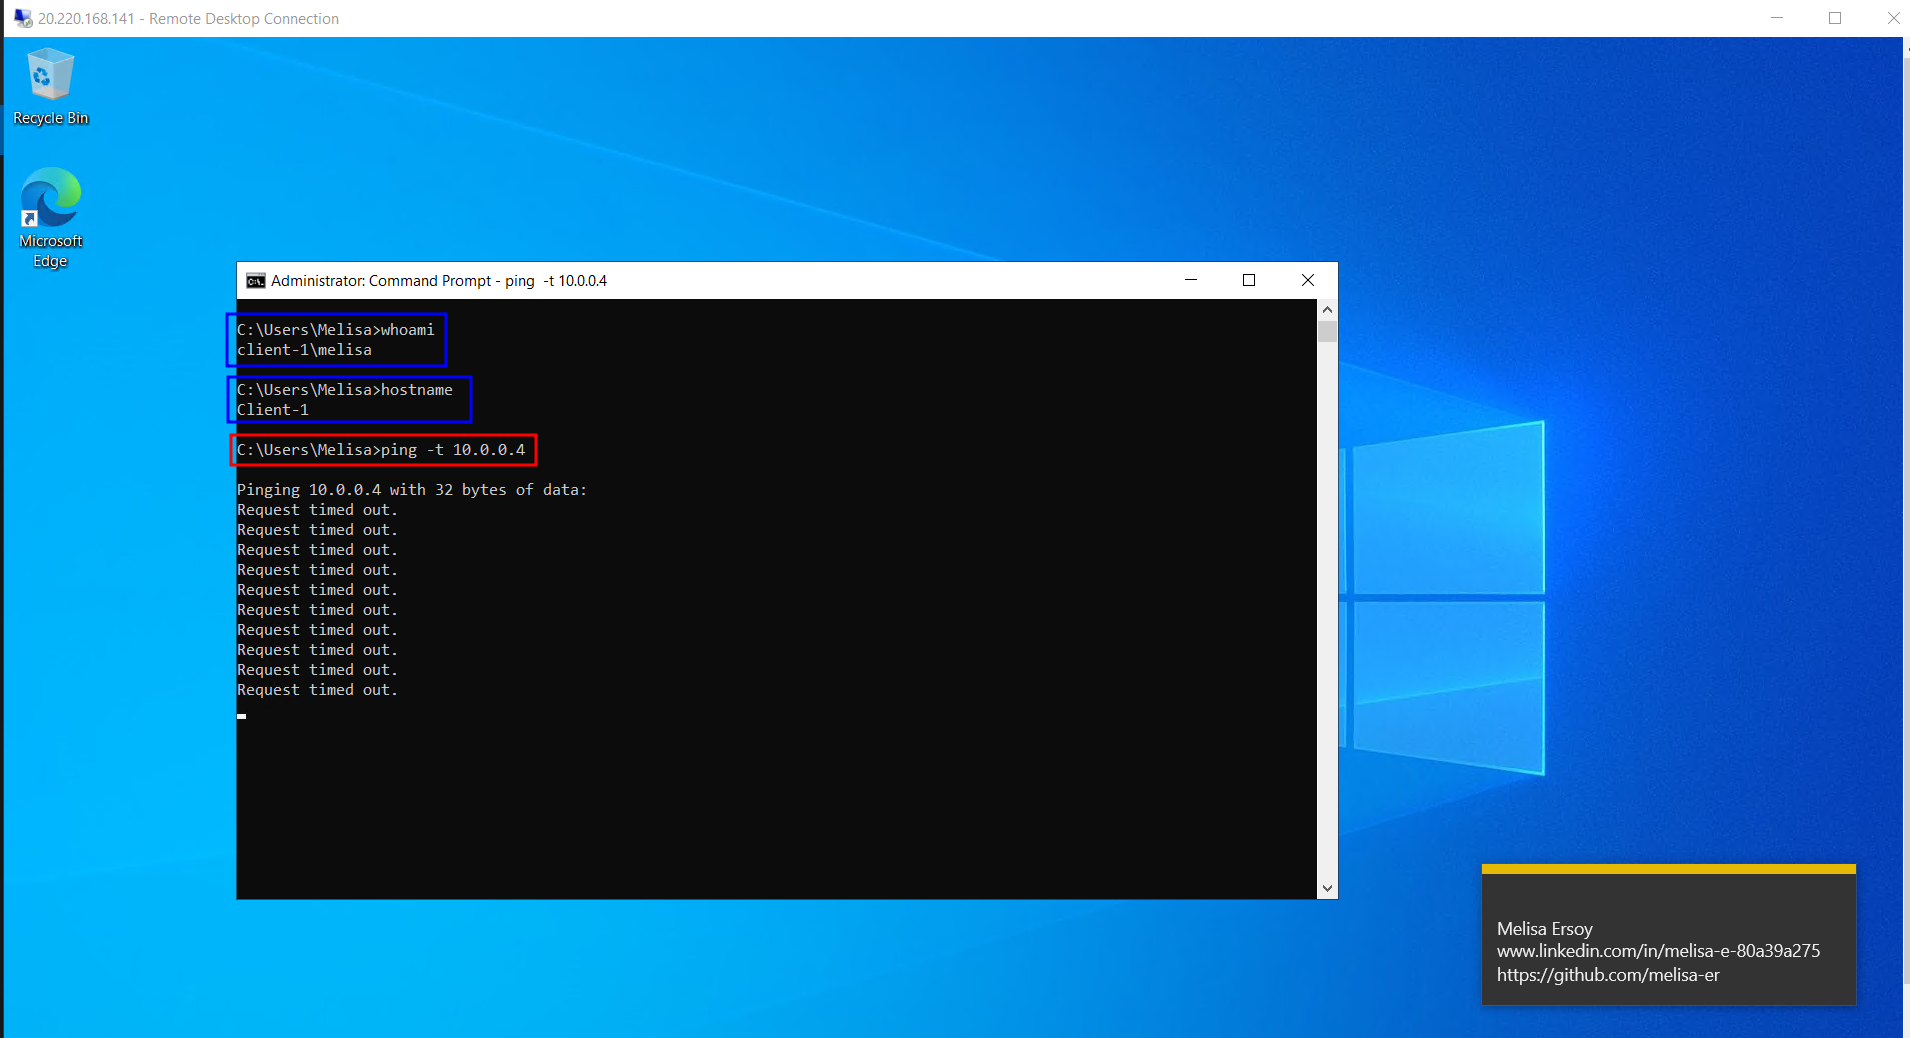 20.220.168.141 - Remote Desktop Connection
Recycle Bin
Microsoft
Edge
Administrator: Command Prompt - ping  -t 10.0.0.4
C:\Users\Melisa>whoami
client-1\melisa
C:\Users\Melisa>hostname
Client-1
C:\Users\Melisa>ping -t 10.0.0.4
Pinging 10.0.0.4 with 32 bytes of data:
Request timed out.
Request timed out.
Request timed out.
Request timed out.
Request timed out.
Request timed out.
Request timed out.
Request timed out.
Request timed out.
Request timed out.
Melisa Ersoy
www.linkedin.com/in/melisa-e-80a39a275
https://github.com/melisa-er